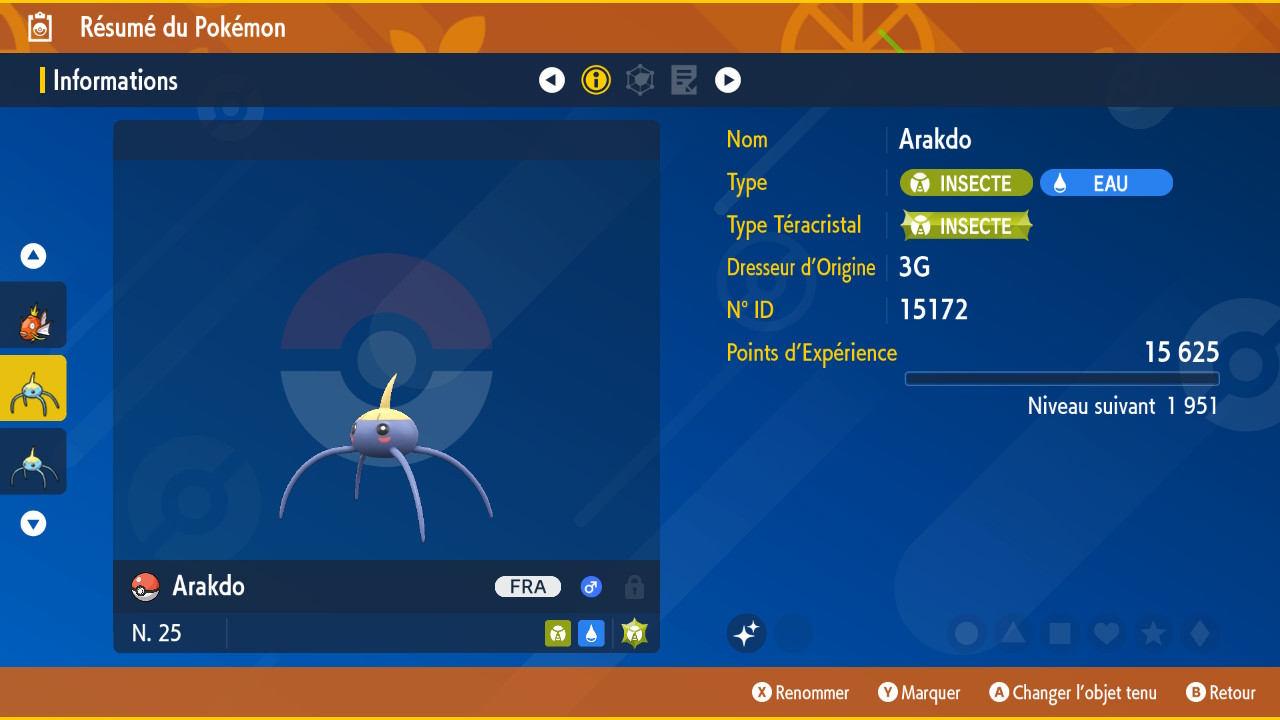 Résumé du Pokémon
Informations
Nom Arakdo
Type INSECTE EAU
Type Téracristal INSECTE
Dresseur d'Origine 3G
N° ID 15172
Points d'Expérience 15 625
Niveau suivant 1 951
Arakdo FRA
N. 25
X Renommer Y Marquer A Changer l'objet tenu B Retour